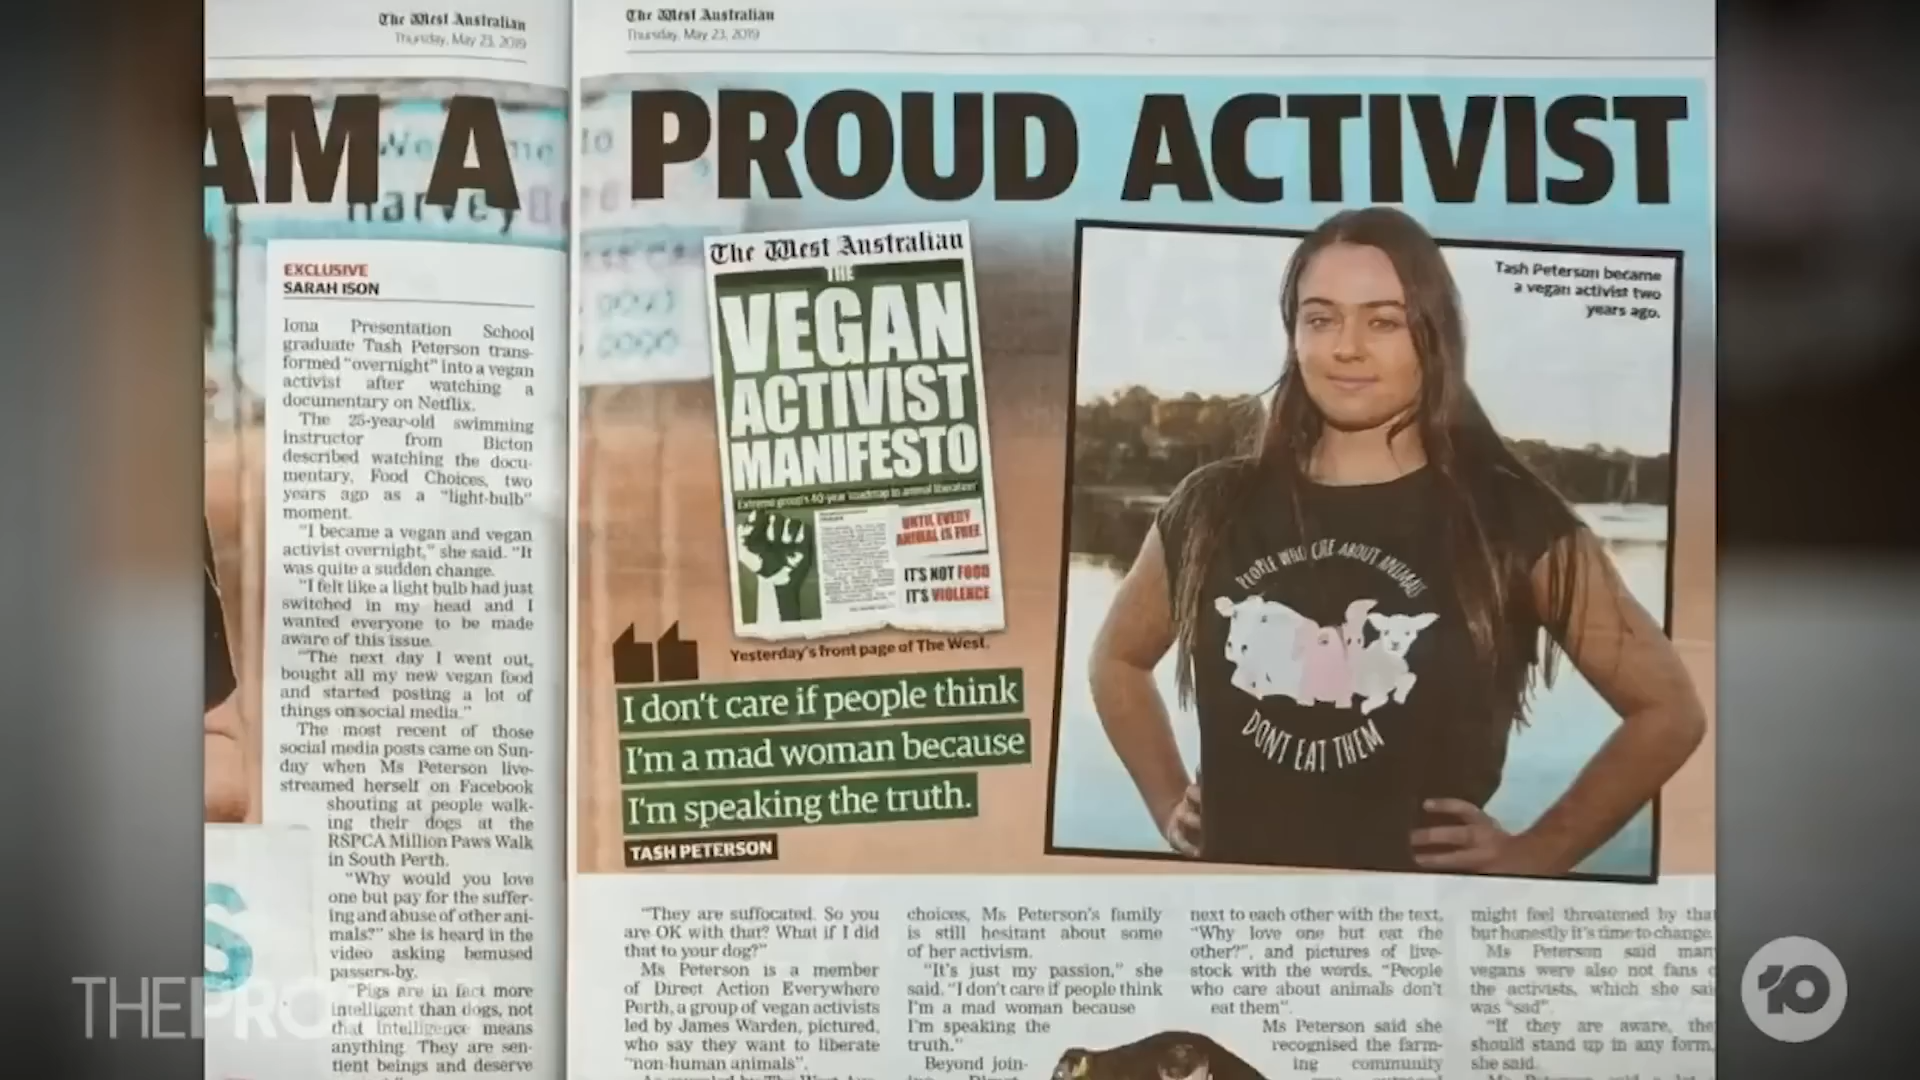 The West Australian
Thursday, May 23, 2019
The West Australian
Thursday, May 23, 2019
AM A PROUD ACTIVIST
EXCLUSIVE
SARAH ISON
Iona Presentation School
graduate Tash Peterson trans-
formed "overnight" into a vegan
activist after watching a
documentary on Netflix.
The 25-year-old swimming
instructor from Bicton
described watching the docu-
mentary, Food Choices, two
years ago as a "light-bulb"
moment.
"I became a vegan and vegan
activist overnight," she said. "It
was quite a sudden change.
"I felt like a light bulb had just
switched in my head and I
wanted everyone to be made
aware of this issue.
"The next day I went out,
bought all my new vegan food
and started posting a lot of
things on social media."
The most recent of those
social media posts came on Sun-
day when Ms Peterson live-
streamed herself on Facebook
shouting at people walk-
ing their dogs at the
RSPCA Million Paws Walk
in South Perth.
"Why would you love
one but pay for the suffer-
ing and abuse of other ani-
mals?" she is heard in the
video asking bemused
passers-by.
"Pigs are in fact more
intelligent than dogs, not
that intelligence means
anything. They are sen-
tient beings and deserve
The West Australian
THE
VEGAN
ACTIVIST
MANIFESTO
Extreme group's 40-year 'roadmap to animal liberation'
UNTIL EVERY
ANIMAL IS FREE
IT'S NOT FOOD
IT'S VIOLENCE
Yesterday's front page of The West.
I don't care if people think
I'm a mad woman because
I'm speaking the truth.
TASH PETERSON
Tash Peterson became
a vegan activist two
years ago.
PEOPLE WHO CARE ABOUT ANIMALS
DON'T EAT THEM
"They are suffocated. So you
are OK with that? What if I did
that to your dog?"
Ms Peterson is a member
of Direct Action Everywhere
Perth, a group of vegan activists
led by James Warden, pictured,
who say they want to liberate
"non-human animals".
choices, Ms Peterson's family
is still hesitant about some
of her activism.
"It's just my passion," she
said. "I don't care if people think
I'm a mad woman because
I'm speaking the
truth."
Beyond join-
next to each other with the text,
"Why love one but eat the
other?", and pictures of live-
stock with the words, "People
who care about animals don't
eat them".
Ms Peterson said she
recognised the farm-
ing community
might feel threatened by that
but honestly it's time to change.
Ms Peterson said many
vegans were also not fans
the activists, which she
was "sad".
"If they are aware,
should stand up in any form,
she said.
THEPRO
10